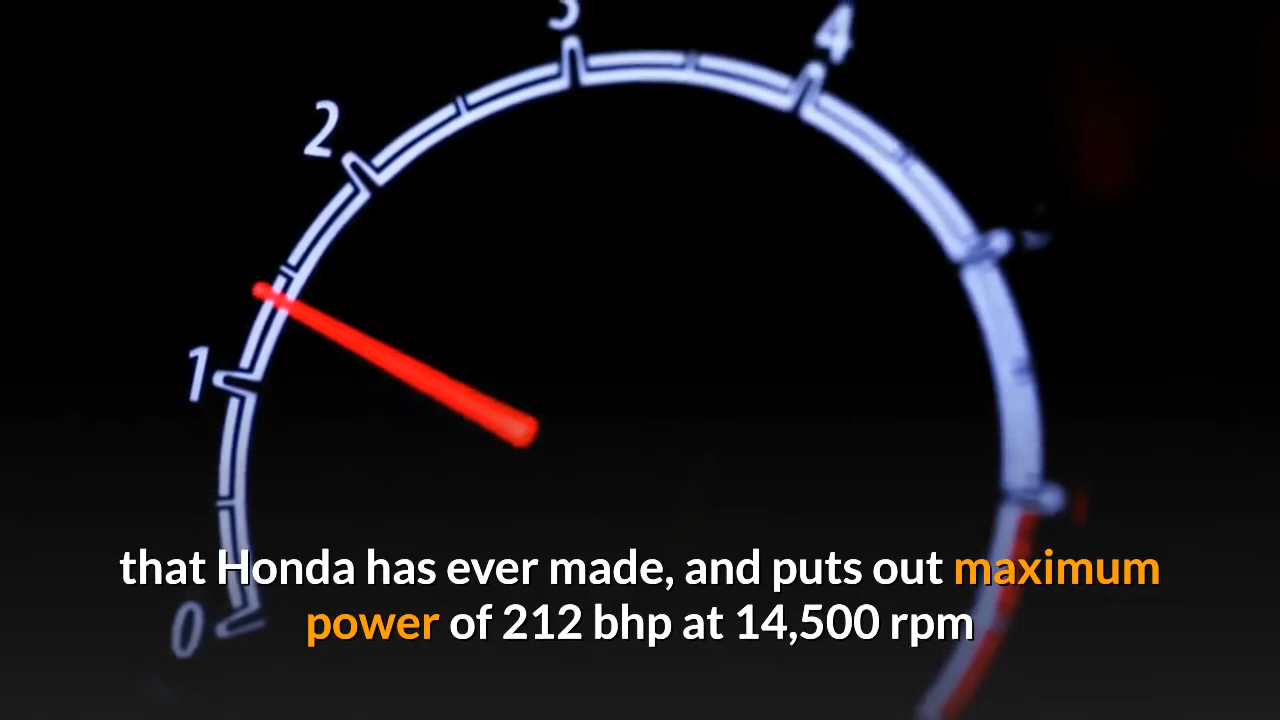 3
4
2
1
that Honda has ever made, and puts out maximum
power of 212 bhp at 14,500 rpm
0